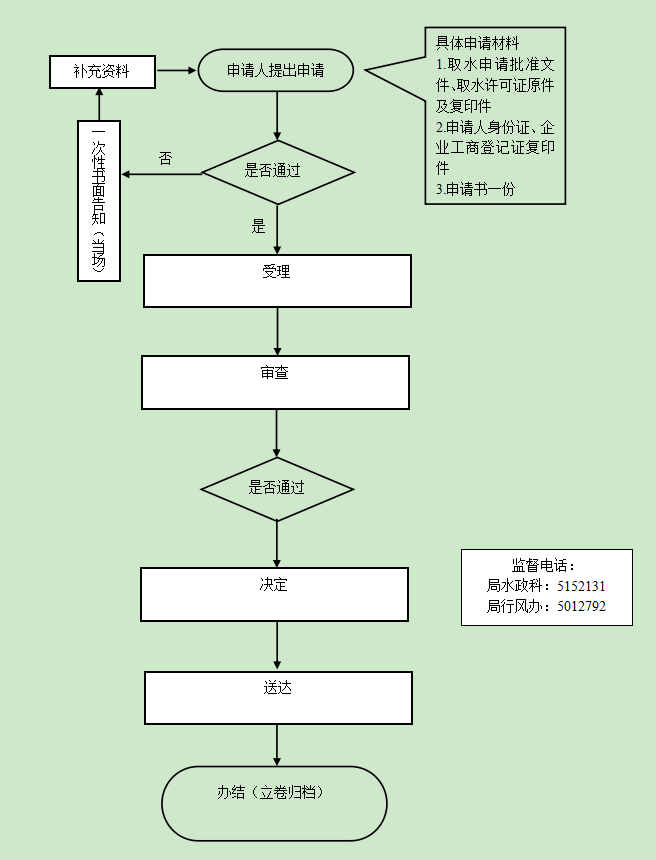 补充资料
申请人提出申请
具体申请材料
1.取水申请批准文
件、取水许可证原件
及复印件
2.申请人身份证、企
业工商登记证复印
件
3.申请书一份
一次性书面告知（当场）
否
是否通过
是
受理
审查
是否通过
决定
监督电话：
局水政科：5152131
局行风办：5012792
送达
办结（立卷归档）